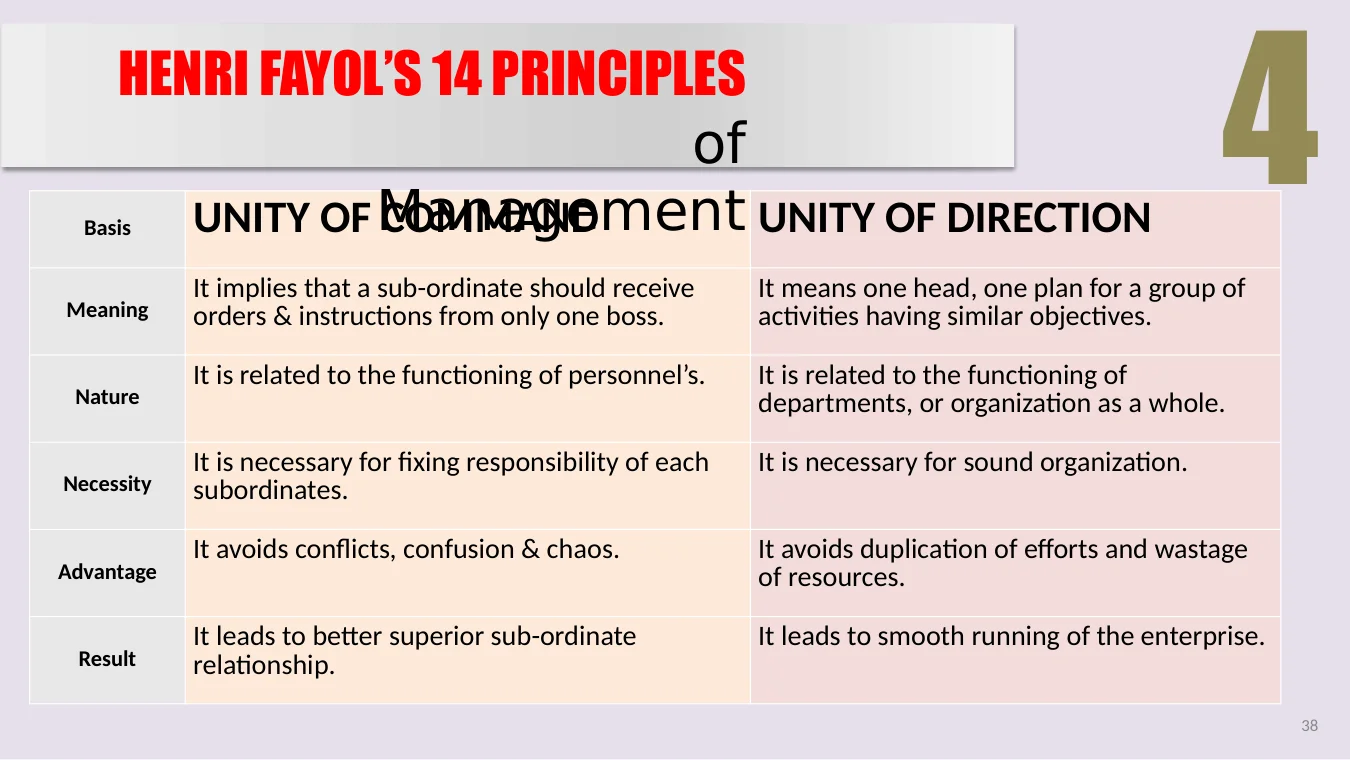 HENRI FAYOL’S 14 PRINCIPLES
of
Management
4
Basis
UNITY OF COMMAND
UNITY OF DIRECTION
Meaning
It implies that a sub-ordinate should receive
orders & instructions from only one boss.
It means one head, one plan for a group of
activities having similar objectives.
Nature
It is related to the functioning of personnel’s.
It is related to the functioning of
departments, or organization as a whole.
Necessity
It is necessary for fixing responsibility of each
subordinates.
It is necessary for sound organization.
Advantage
It avoids conflicts, confusion & chaos.
It avoids duplication of efforts and wastage
of resources.
Result
It leads to better superior sub-ordinate
relationship.
It leads to smooth running of the enterprise.
38